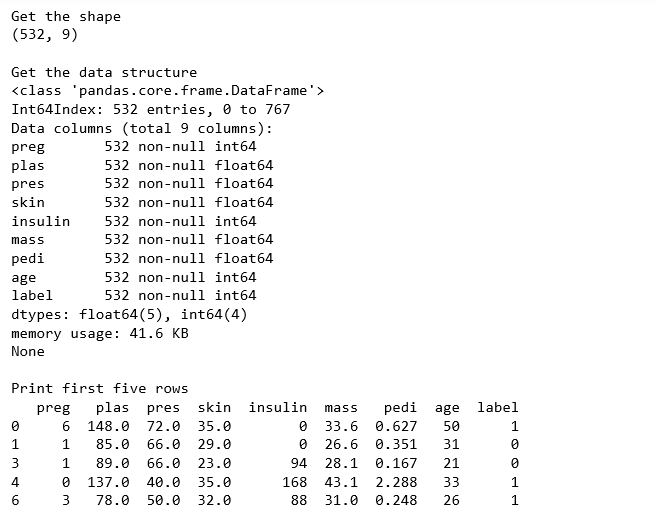 Get the shape
(532, 9)
Get the data structure
<class 'pandas.core.frame.DataFrame'>
Int64Index: 532 entries, 0 to 767
Data columns (total 9 columns):
preg       532 non-null int64
plas       532 non-null float64
pres       532 non-null float64
skin       532 non-null float64
insulin    532 non-null int64
mass       532 non-null float64
pedi       532 non-null float64
age        532 non-null int64
label      532 non-null int64
dtypes: float64(5), int64(4)
memory usage: 41.6 KB
None
Print first five rows
   preg   plas  pres  skin  insulin  mass   pedi  age  label
0     6  148.0  72.0  35.0        0  33.6  0.627   50      1
1     1   85.0  66.0  29.0        0  26.6  0.351   31      0
3     1   89.0  66.0  23.0       94  28.1  0.167   21      0
4     0  137.0  40.0  35.0      168  43.1  2.288   33      1
6     3   78.0  50.0  32.0       88  31.0  0.248   26      1